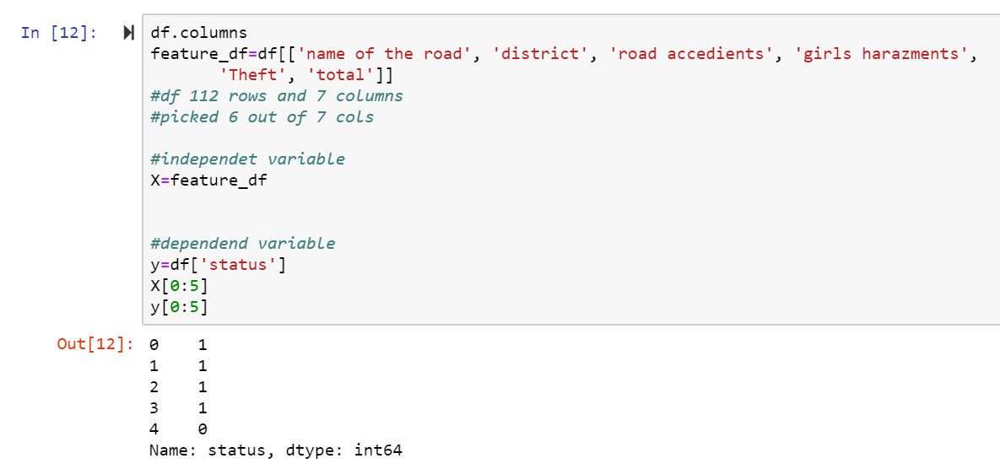 In [12]: df.columns
feature_df=df[['name of the road', 'district', 'road accedients', 'girls harazments',
'Theft', 'total']]
#df 112 rows and 7 columns
#picked 6 out of 7 cols
#independet variable
X=feature_df
#dependend variable
y=df['status']
X[0:5]
y[0:5]
Out[12]: 0 1
1 1
2 1
3 1
4 0
Name: status, dtype: int64